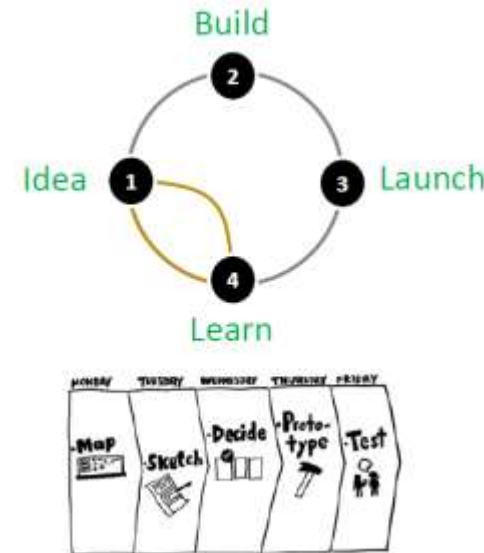 Build
2
Idea
1
3
Launch
4
Learn
MONDAY TUESDAY WEDNESDAY THURSDAY FRIDAY
·Map
·Sketch
·Decide
·Proto-
type
·Test